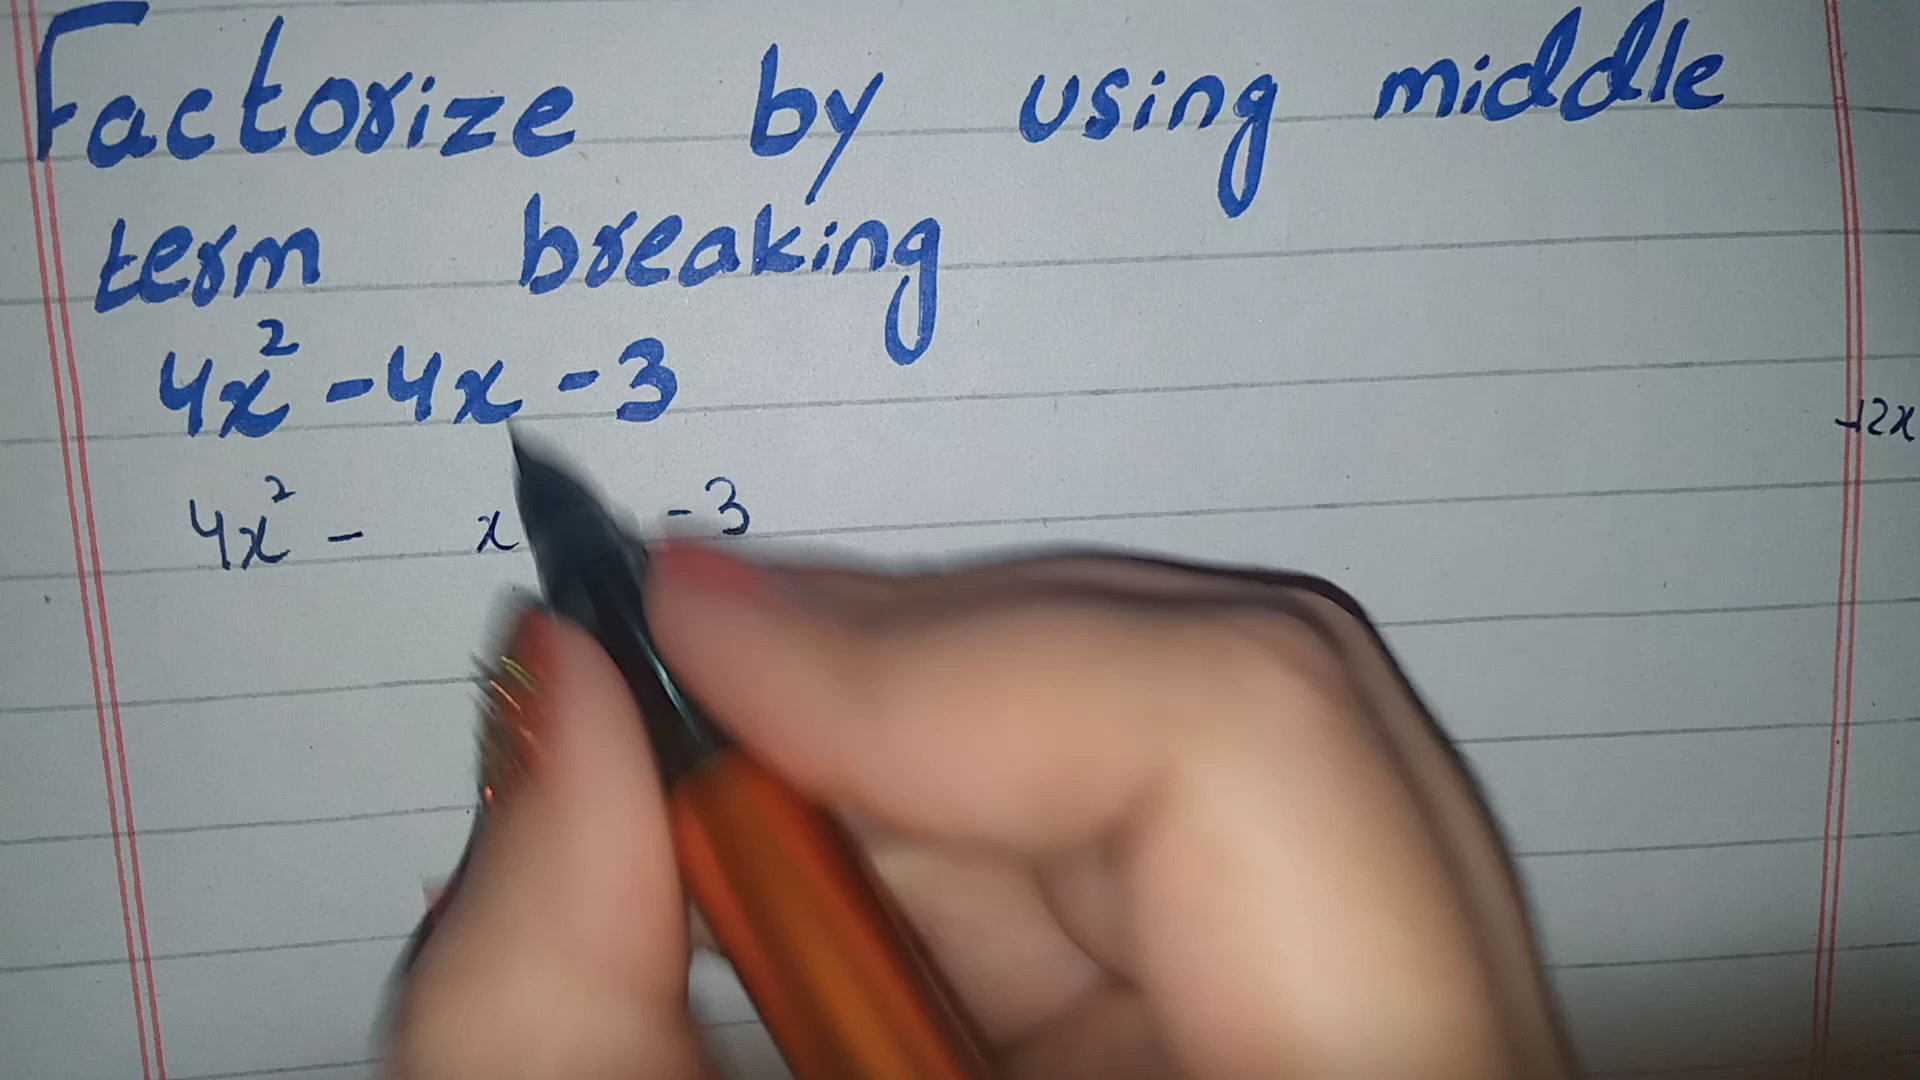 Factorize by using middle
term breaking
4x² - 4x - 3
-12x
4x² - x - 3